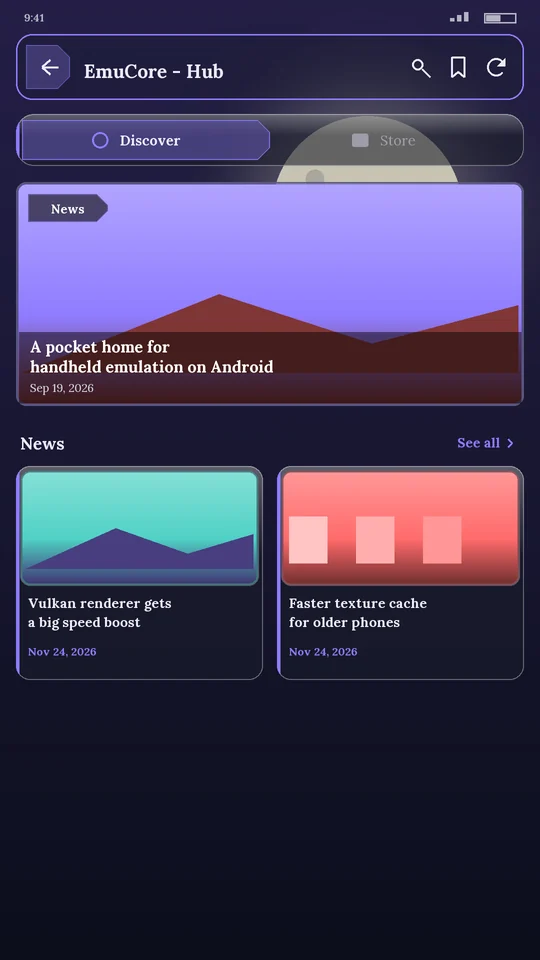 9:41
EmuCore - Hub
Discover
Store
News
A pocket home for
handheld emulation on Android
Sep 19, 2026
News
See all
Vulkan renderer gets
a big speed boost
Nov 24, 2026
Faster texture cache
for older phones
Nov 24, 2026